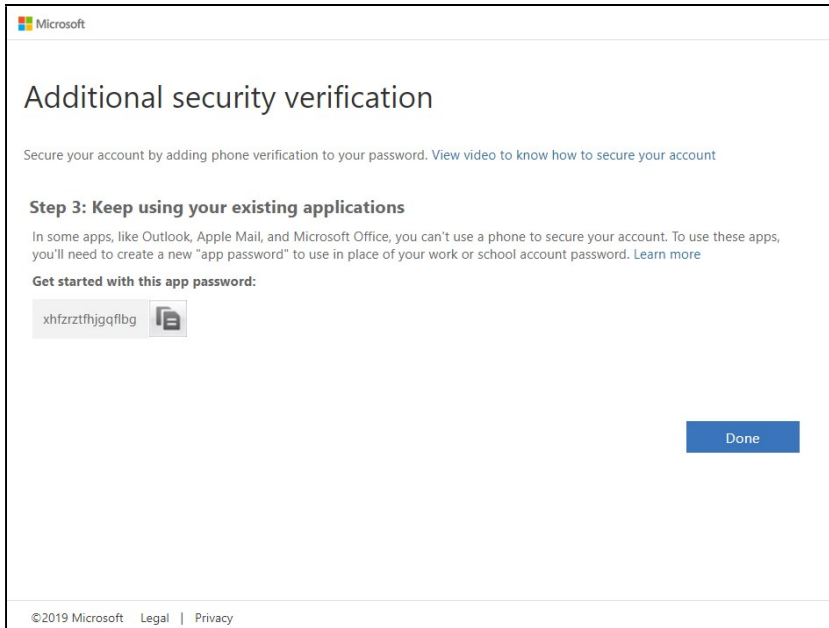 Microsoft
Additional security verification
Secure your account by adding phone verification to your password. View video to know how to secure your account
Step 3: Keep using your existing applications
In some apps, like Outlook, Apple Mail, and Microsoft Office, you can't use a phone to secure your account. To use these apps,
you'll need to create a new "app password" to use in place of your work or school account password. Learn more
Get started with this app password:
xhfzrztfhjgqflbg
Done
©2019 Microsoft Legal | Privacy